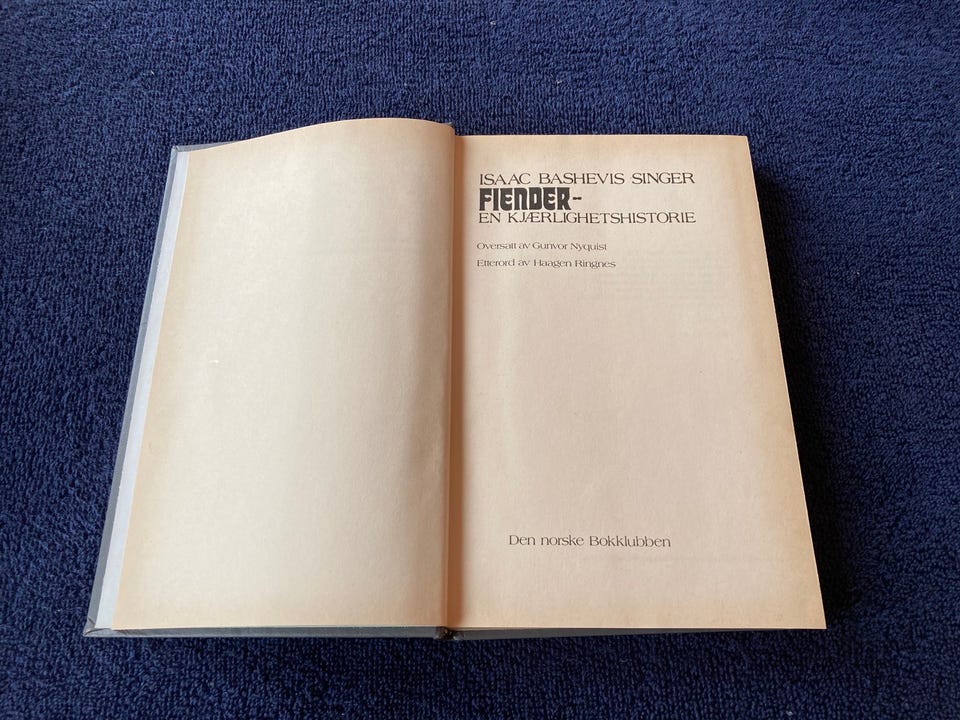 ISAAC BASHEVIS SINGER
FIENDER-
EN KJÆRLIGHETSHISTORIE
Oversatt av Gunvor Nyquist
Etterord av Haagen Ringnes
Den norske Bokklubben